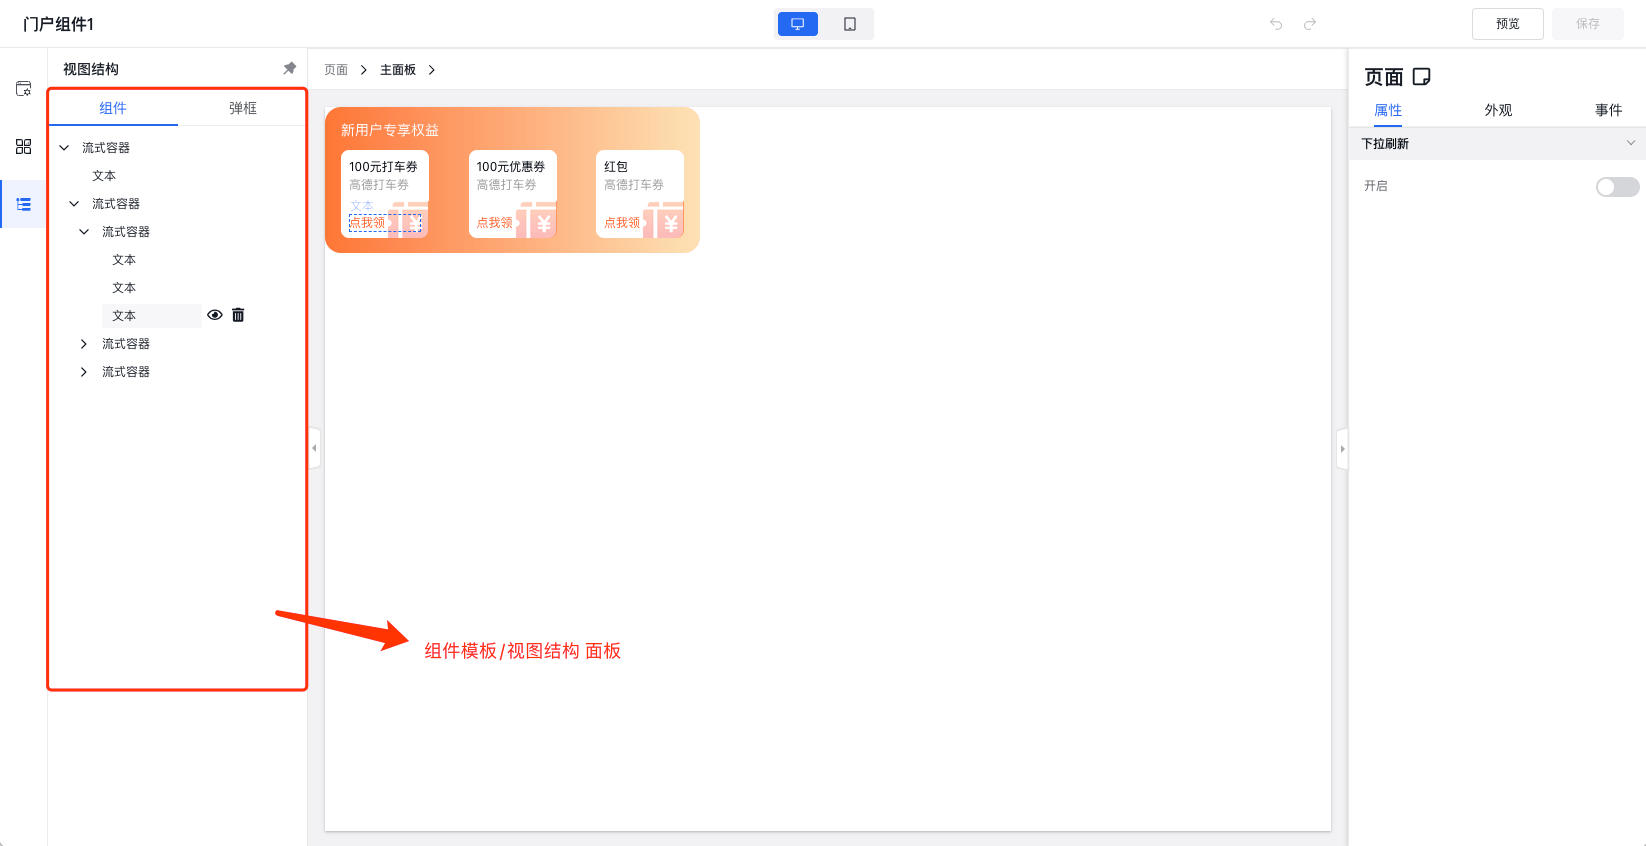 门户组件1
预览
保存
视图结构
组件
弹框
流式容器
文本
流式容器
流式容器
文本
文本
文本
流式容器
流式容器
页面
主面板
新用户专享权益
100元打车券
高德打车券
文本
点我领
¥
100元优惠券
高德打车券
点我领
¥
红包
高德打车券
点我领
¥
组件模板/视图结构 面板
页面
属性
外观
事件
下拉刷新
开启